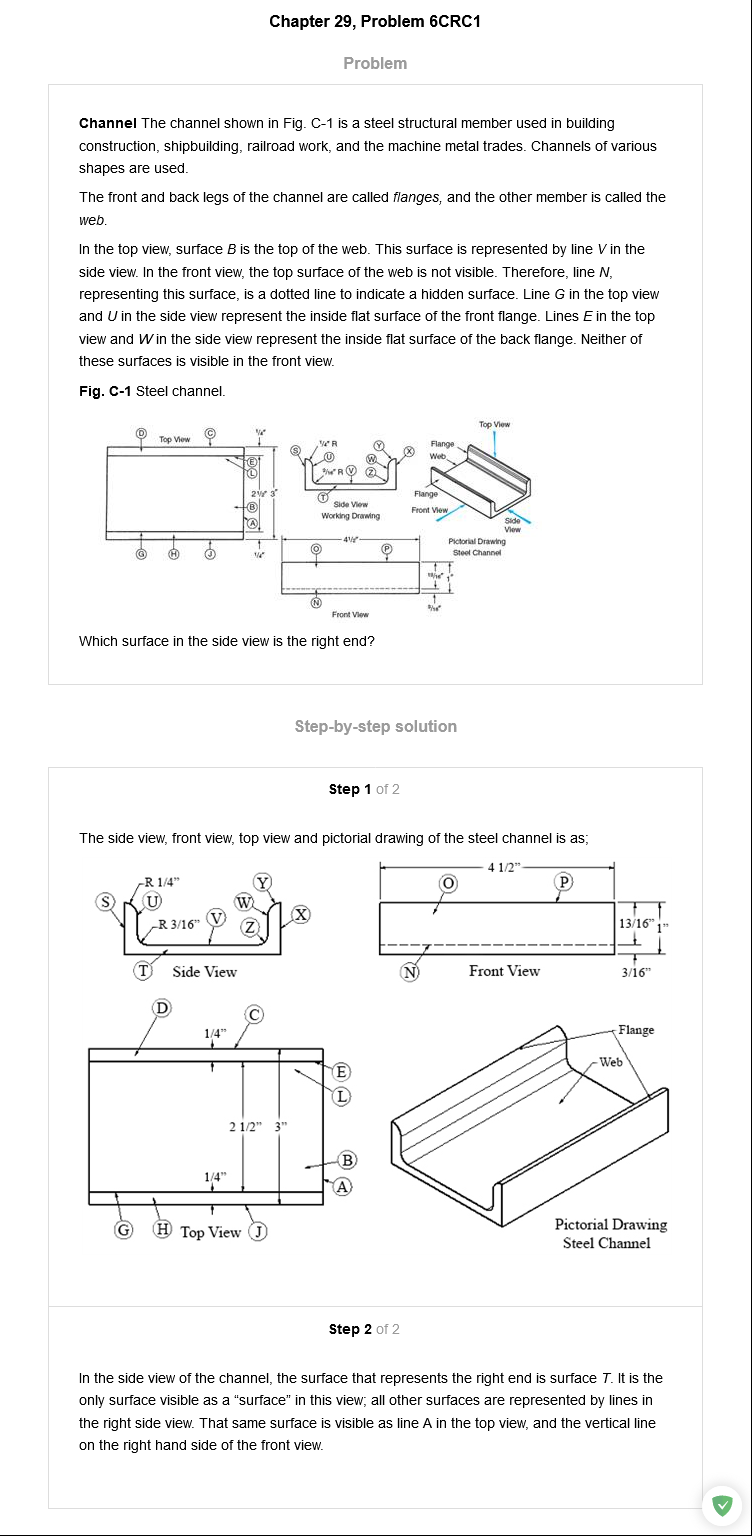 Chapter 29, Problem 6CRC1
Problem
Channel The channel shown in Fig. C-1 is a steel structural member used in building
construction, shipbuilding, railroad work, and the machine metal trades. Channels of various
shapes are used.
The front and back legs of the channel are called flanges, and the other member is called the
web.
In the top view, surface B is the top of the web. This surface is represented by line V in the
side view. In the front view, the top surface of the web is not visible. Therefore, line N,
representing this surface, is a dotted line to indicate a hidden surface. Line G in the top view
and U in the side view represent the inside flat surface of the front flange. Lines E in the top
view and W in the side view represent the inside flat surface of the back flange. Neither of
these surfaces is visible in the front view.
Fig. C-1 Steel channel.
D Top View C 1/4"
E
L
2 1/2" 3"
B
A
G H J 1/4"
S 1/4" R Y X
U W
3/16" R V Z
T Side View
Working Drawing
Top View
Flange
Web
Flange
Front View
Side
View
Pictorial Drawing
Steel Channel
4 1/2"
O P
13/16" 1"
N
3/16"
Front View
Which surface in the side view is the right end?
Step-by-step solution
Step 1 of 2
The side view, front view, top view and pictorial drawing of the steel channel is as;
R 1/4" Y
S U W X
R 3/16" V Z
T Side View
4 1/2"
O P
13/16" 1"
N Front View 3/16"
D C
1/4"
E
L
2 1/2" 3"
B
1/4" A
G H Top View J
Flange
Web
Pictorial Drawing
Steel Channel
Step 2 of 2
In the side view of the channel, the surface that represents the right end is surface T. It is the
only surface visible as a “surface” in this view; all other surfaces are represented by lines in
the right side view. That same surface is visible as line A in the top view, and the vertical line
on the right hand side of the front view.